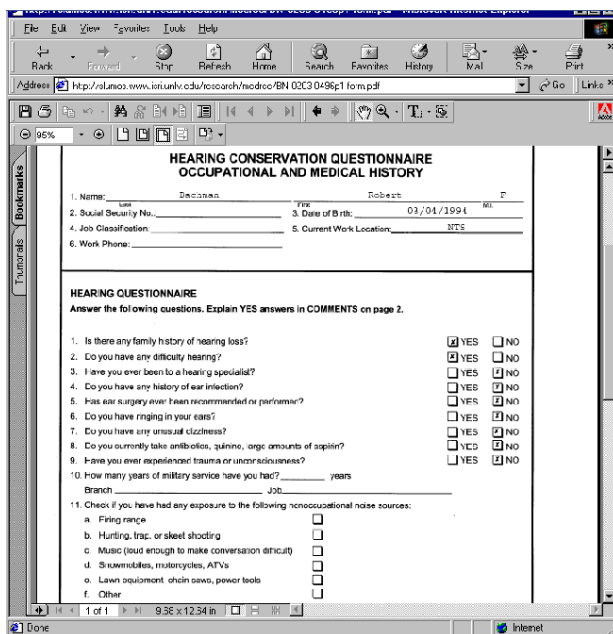 File Edit View Favorites Tools Help
Back Forward Stop Refresh Home Search Favorites History Mail Size Print
Address Go Links
95%
Bookmarks
Thumbnails
HEARING CONSERVATION QUESTIONNAIRE
OCCUPATIONAL AND MEDICAL HISTORY
1. Name: Bachman Robert F
Last First M.I.
2. Social Security No.: 3. Date of Birth: 03/04/1994
4. Job Classification: 5. Current Work Location: NTS
6. Work Phone:
HEARING QUESTIONNAIRE
Answer the following questions. Explain YES answers in COMMENTS on page 2.
1. Is there any family history of hearing loss? x YES NO
2. Do you have any difficulty hearing? x YES NO
3. Have you ever been to a hearing specialist? YES x NO
4. Do you have any history of ear infection? YES x NO
5. Has ear surgery ever been recommended or performed? YES x NO
6. Do you have ringing in your ears? YES x NO
7. Do you have any unusual dizziness? YES x NO
8. Do you currently take antibiotics, quinine, large amounts of aspirin? YES x NO
9. Have you ever experienced trauma or unconsciousness? YES x NO
10. How many years of military service have you had? years
Branch Job
11. Check if you have had any exposure to the following nonoccupational noise sources:
a. Firing range
b. Hunting, trap, or skeet shooting
c. Music (loud enough to make conversation difficult)
d. Snowmobiles, motorcycles, ATVs
e. Lawn equipment, chain saws, power tools
f. Other
1 of 1 9.38 x 12.64 in
Done Internet